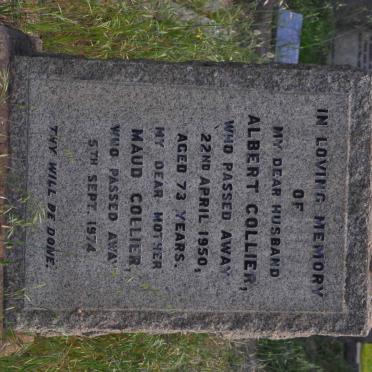 IN LOVING MEMORY
OF
MY DEAR HUSBAND
ALBERT COLLIER,
WHO PASSED AWAY
22ND APRIL 1950,
AGED 73 YEARS.
MY DEAR MOTHER
MAUD COLLIER,
WHO PASSED AWAY
5TH SEPT. 1974
THY WILL BE DONE.